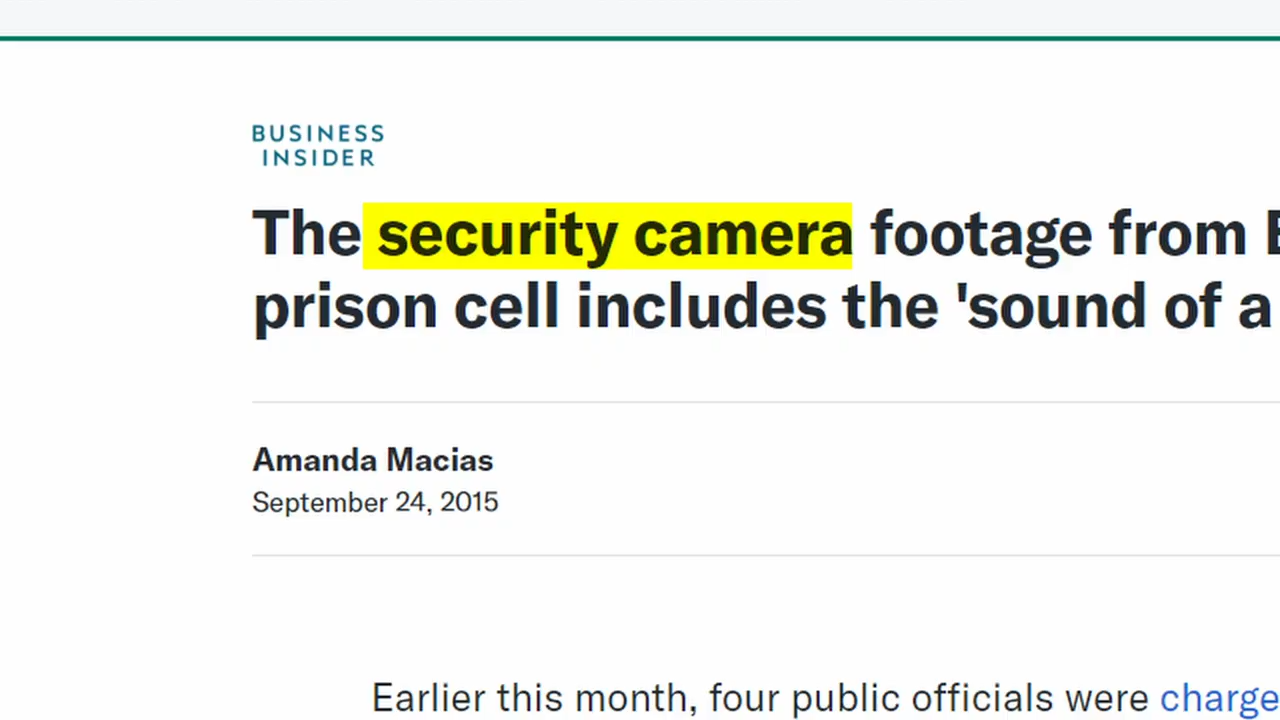 BUSINESS
INSIDER
The security camera footage from
prison cell includes the 'sound of a
Amanda Macias
September 24, 2015
Earlier this month, four public officials were charge